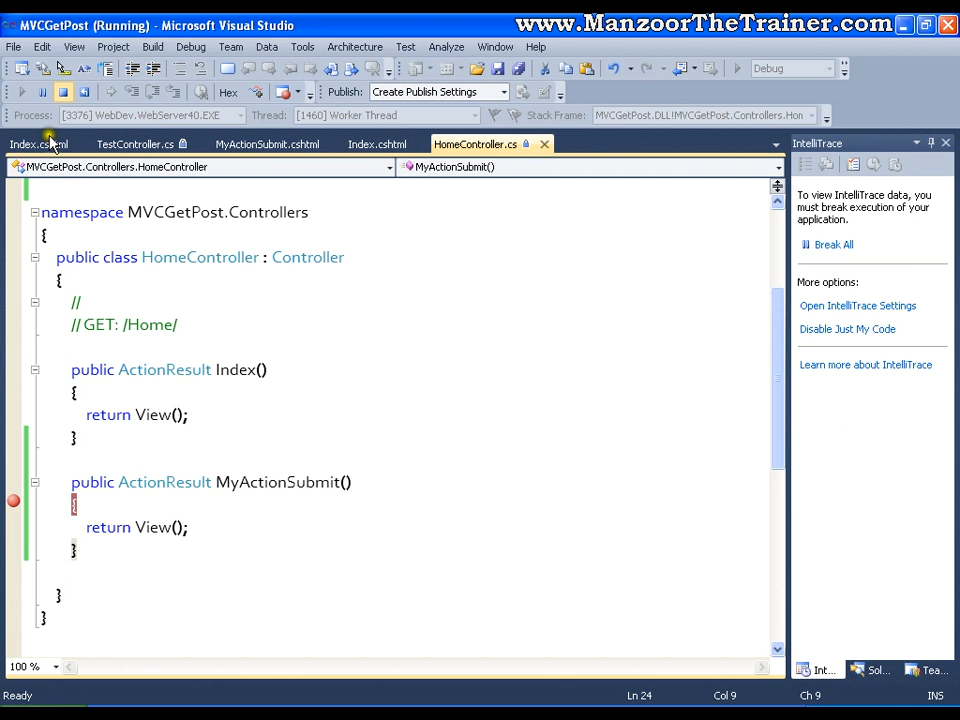 MVCGetPost (Running) - Microsoft Visual Studio
www.ManzoorTheTrainer.com
File Edit View Project Build Debug Team Data Tools Architecture Test Analyze Window Help
Debug
Hex Publish: Create Publish Settings
Process: [3376] WebDev.WebServer40.EXE Thread: [1460] Worker Thread Stack Frame: MVCGetPost.DLL!MVCGetPost.Controllers.Hon
Index.cshtml TestController.cs MyActionSubmit.cshtml Index.cshtml HomeController.cs
MVCGetPost.Controllers.HomeController MyActionSubmit()
namespace MVCGetPost.Controllers
{
public class HomeController : Controller
{
//
// GET: /Home/
public ActionResult Index()
{
return View();
}
public ActionResult MyActionSubmit()
{
return View();
}
}
}
100 %
IntelliTrace
To view IntelliTrace data, you
must break execution of your
application.
Break All
More options:
Open IntelliTrace Settings
Disable Just My Code
Learn more about IntelliTrace
Int... Sol... Tea...
Ready Ln 24 Col 9 Ch 9 INS